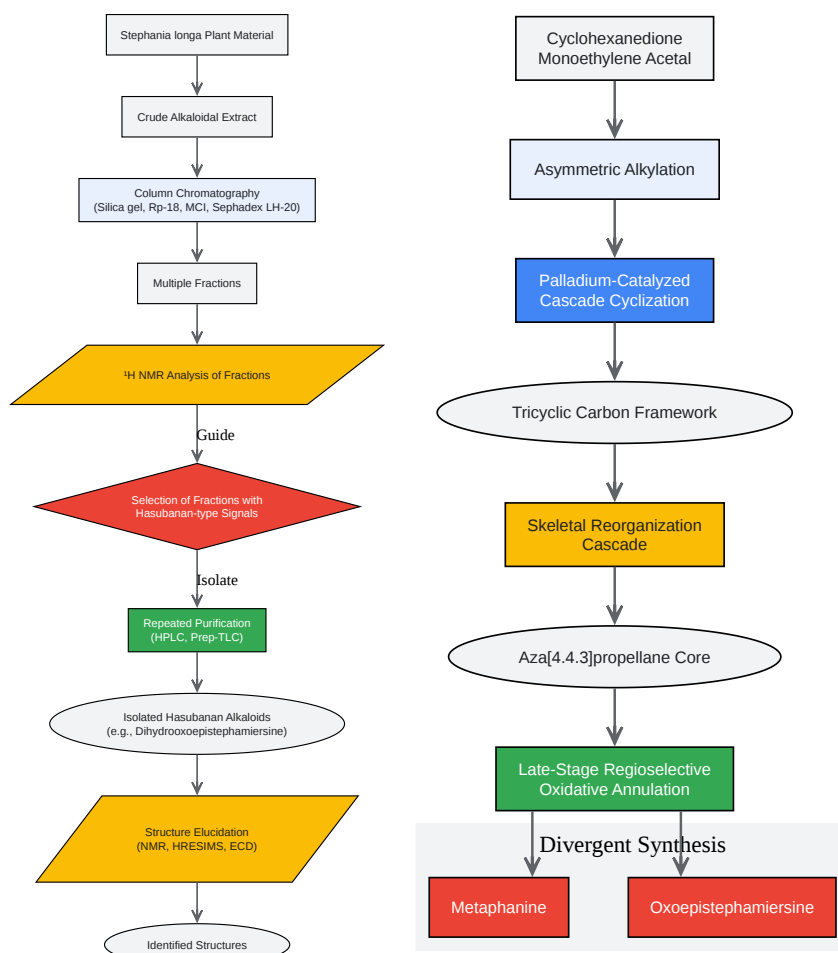 Stephania longa Plant Material
Crude Alkaloidal Extract
Column Chromatography
(Silica gel, Rp-18, MCI, Sephadex LH-20)
Multiple Fractions
¹H NMR Analysis of Fractions
Guide
Selection of Fractions with
Hasubanan-type Signals
Isolate
Repeated Purification
(HPLC, Prep-TLC)
Isolated Hasubanan Alkaloids
(e.g., Dihydrooxoepistephamiersine)
Structure Elucidation
(NMR, HRESIMS, ECD)
Identified Structures
Cyclohexanedione
Monoethylene Acetal
Asymmetric Alkylation
Palladium-Catalyzed
Cascade Cyclization
Tricyclic Carbon Framework
Skeletal Reorganization
Cascade
Aza[4.4.3]propellane Core
Late-Stage Regioselective
Oxidative Annulation
Divergent Synthesis
Metaphanine
Oxoepistephamiersine